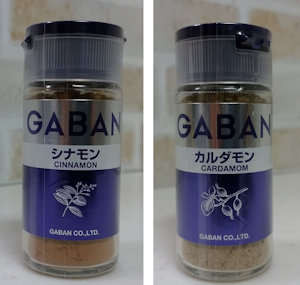 GABAN
シナモン
CINNAMON
GABAN CO.,LTD.
GABAN
カルダモン
CARDAMOM
GABAN CO.,LTD.